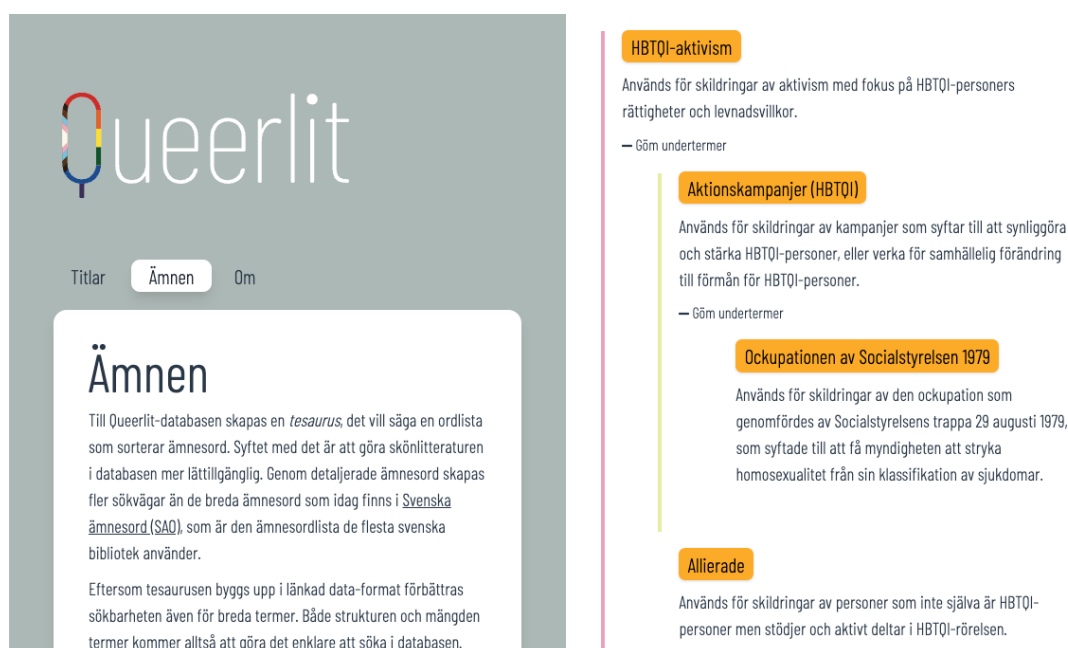 Queerlit
Titlar Ämnen Om
Ämnen
Till Queerlit-databasen skapas en tesaurus, det vill säga en ordlista
som sorterar ämnesord. Syftet med det är att göra skönlitteraturen
i databasen mer lättillgänglig. Genom detaljerade ämnesord skapas
fler sökvägar än de breda ämnesord som idag finns i Svenska
ämnesord (SAO), som är den ämnesordlista de flesta svenska
bibliotek använder.
Eftersom tesaurusen byggs upp i länkad data-format förbättras
sökbarheten även för breda termer. Både strukturen och mängden
termer kommer alltså att göra det enklare att söka i databasen.
HBTQI-aktivism
Används för skildringar av aktivism med fokus på HBTQI-personers
rättigheter och levnadsvillkor.
– Göm undertermer
Aktionskampanjer (HBTQI)
Används för skildringar av kampanjer som syftar till att synliggöra
och stärka HBTQI-personer, eller verka för samhällelig förändring
till förmån för HBTQI-personer.
– Göm undertermer
Ockupationen av Socialstyrelsen 1979
Används för skildringar av den ockupation som
genomfördes av Socialstyrelsens trappa 29 augusti 1979,
som syftade till att få myndigheten att stryka
homosexualitet från sin klassifikation av sjukdomar.
Allierade
Används för skildringar av personer som inte själva är HBTQI-
personer men stödjer och aktivt deltar i HBTQI-rörelsen.